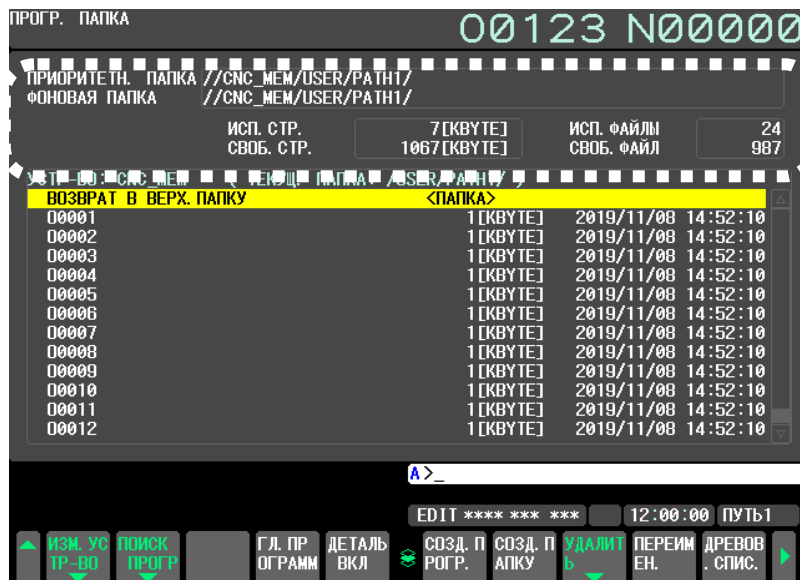 ПРОГР. ПАПКА
O0123 N00000
ПРИОРИТЕТН. ПАПКА //CNC_MEM/USER/PATH1/
ФОНОВАЯ ПАПКА //CNC_MEM/USER/PATH1/
ИСП. СТР. 7[KBYTE] ИСП. ФАЙЛЫ 24
СВОБ. СТР. 1067[KBYTE] СВОБ. ФАЙЛ 987
УСТР-ВО: CNC_MEM ( ТЕКУЩ. ПАПКА: /USER/PATH1/ )
ВОЗВРАТ В ВЕРХ. ПАПКУ <ПАПКА>
O0001 1[KBYTE] 2019/11/08 14:52:10
O0002 1[KBYTE] 2019/11/08 14:52:10
O0003 1[KBYTE] 2019/11/08 14:52:10
O0004 1[KBYTE] 2019/11/08 14:52:10
O0005 1[KBYTE] 2019/11/08 14:52:10
O0006 1[KBYTE] 2019/11/08 14:52:10
O0007 1[KBYTE] 2019/11/08 14:52:10
O0008 1[KBYTE] 2019/11/08 14:52:10
O0009 1[KBYTE] 2019/11/08 14:52:10
O0010 1[KBYTE] 2019/11/08 14:52:10
O0011 1[KBYTE] 2019/11/08 14:52:10
O0012 1[KBYTE] 2019/11/08 14:52:10
A >_
EDIT **** *** *** 12:00:00 ПУТЬ1
ИЗМ. УС ПОИСК ГЛ. ПР ДЕТАЛЬ СОЗД. П СОЗД. П УДАЛИТ ПЕРЕИМ ДРЕВОВ
ТР-ВО ПРОГР ОГРАММ ВКЛ РОГР. АПКУ Ь ЕН. . СПИС.